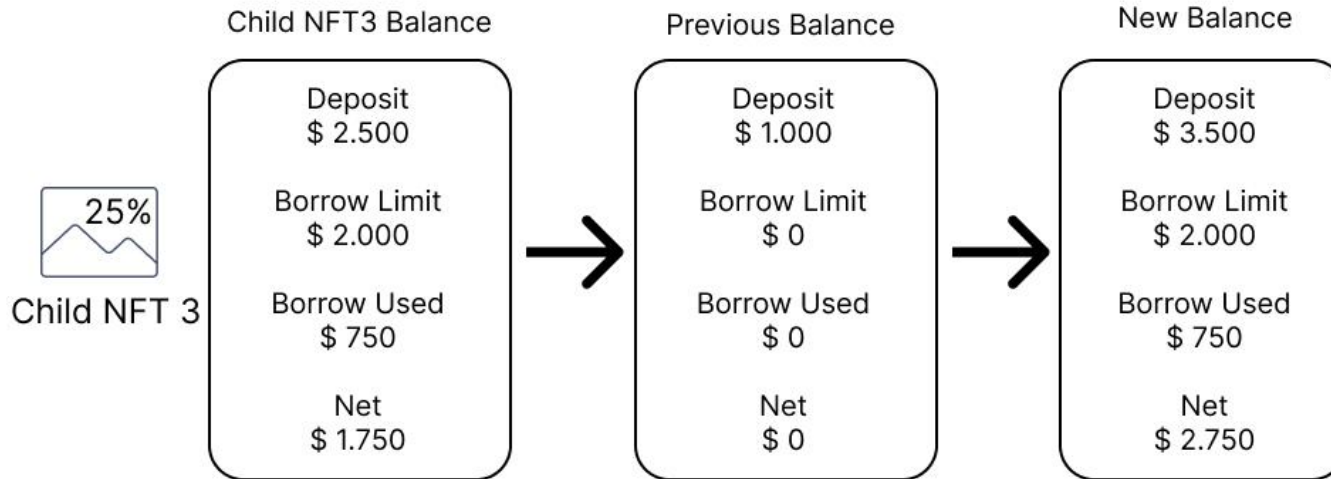 Child NFT3 Balance
Previous Balance
New Balance
25%
Child NFT 3
Deposit
$ 2.500
Borrow Limit
$ 2.000
Borrow Used
$ 750
Net
$ 1.750
Deposit
$ 1.000
Borrow Limit
$ 0
Borrow Used
$ 0
Net
$ 0
Deposit
$ 3.500
Borrow Limit
$ 2.000
Borrow Used
$ 750
Net
$ 2.750